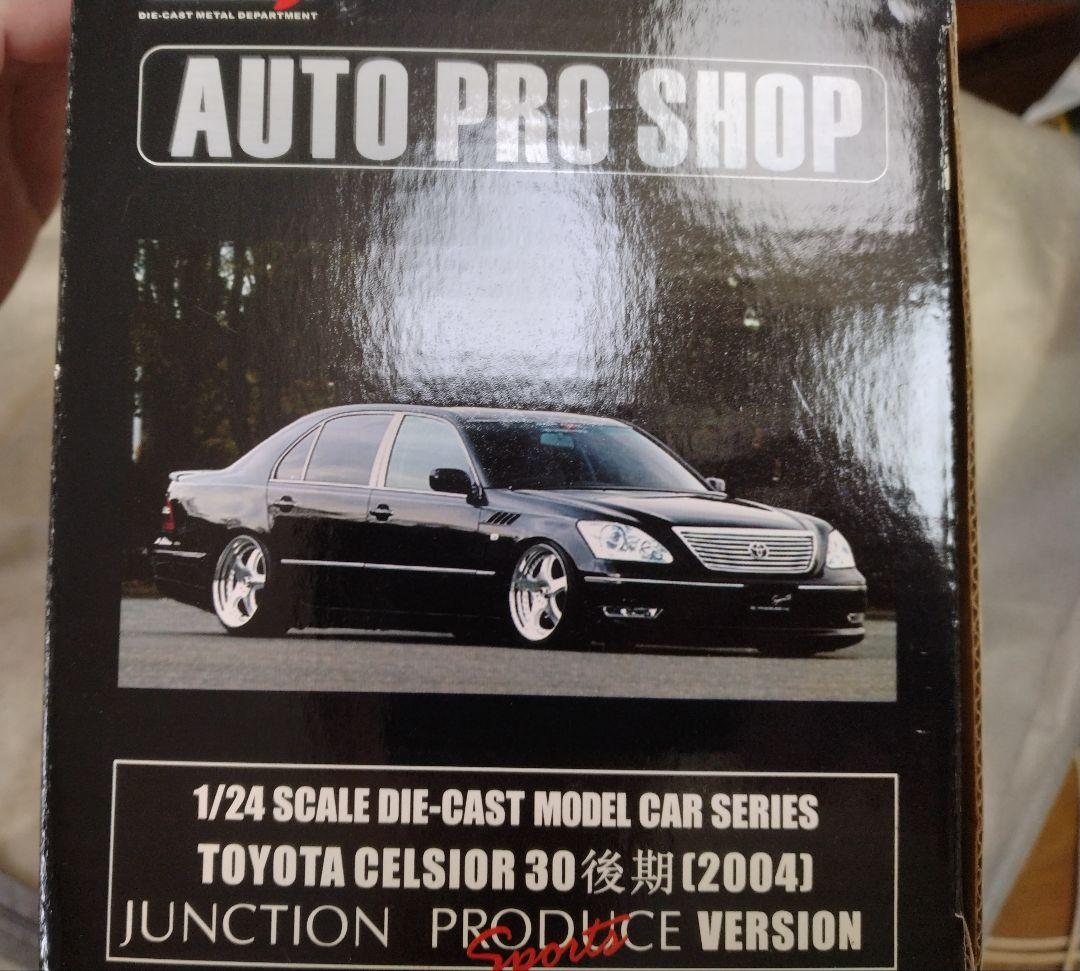 DIE-CAST METAL DEPARTMENT
AUTO PRO SHOP
1/24 SCALE DIE-CAST MODEL CAR SERIES
TOYOTA CELSIOR 30後期(2004)
JUNCTION PRODUCE VERSION
Sports